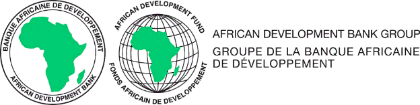 BANQUE AFRICAINE DE DEVELOPPEMENT
AFRICAN DEVELOPMENT BANK
AFRICAN DEVELOPMENT FUND
FONDS AFRICAIN DE DEVELOPPEMENT
AFRICAN DEVELOPMENT BANK GROUP
GROUPE DE LA BANQUE AFRICAINE
DE DÉVELOPPEMENT